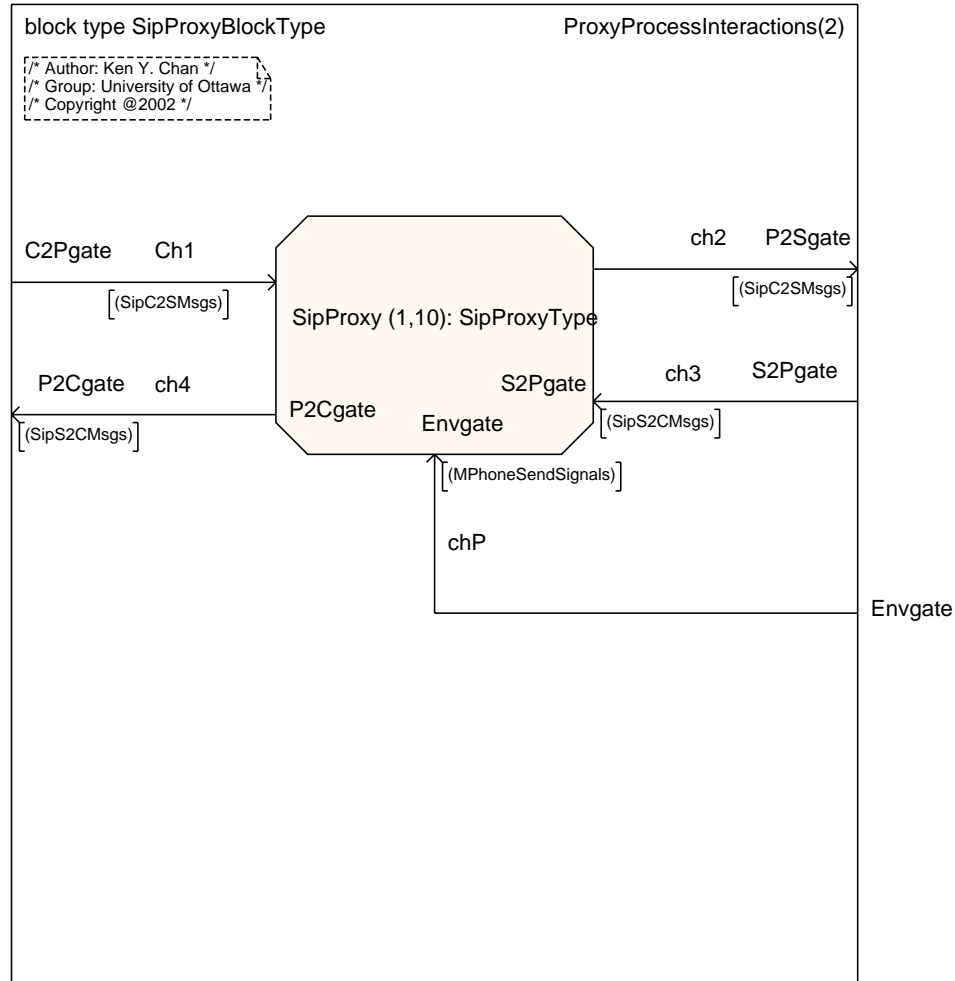 block type SipProxyBlockType
ProxyProcessInteractions(2)
/* Author: Ken Y. Chan */
/* Group: University of Ottawa */
/* Copyright @2002 */
C2Pgate
Ch1
ch2
P2Sgate
(SipC2SMsgs)
(SipC2SMsgs)
SipProxy (1,10): SipProxyType
P2Cgate
ch4
S2Pgate
ch3
S2Pgate
P2Cgate
Envgate
(SipS2CMsgs)
(SipS2CMsgs)
(MPhoneSendSignals)
chP
Envgate